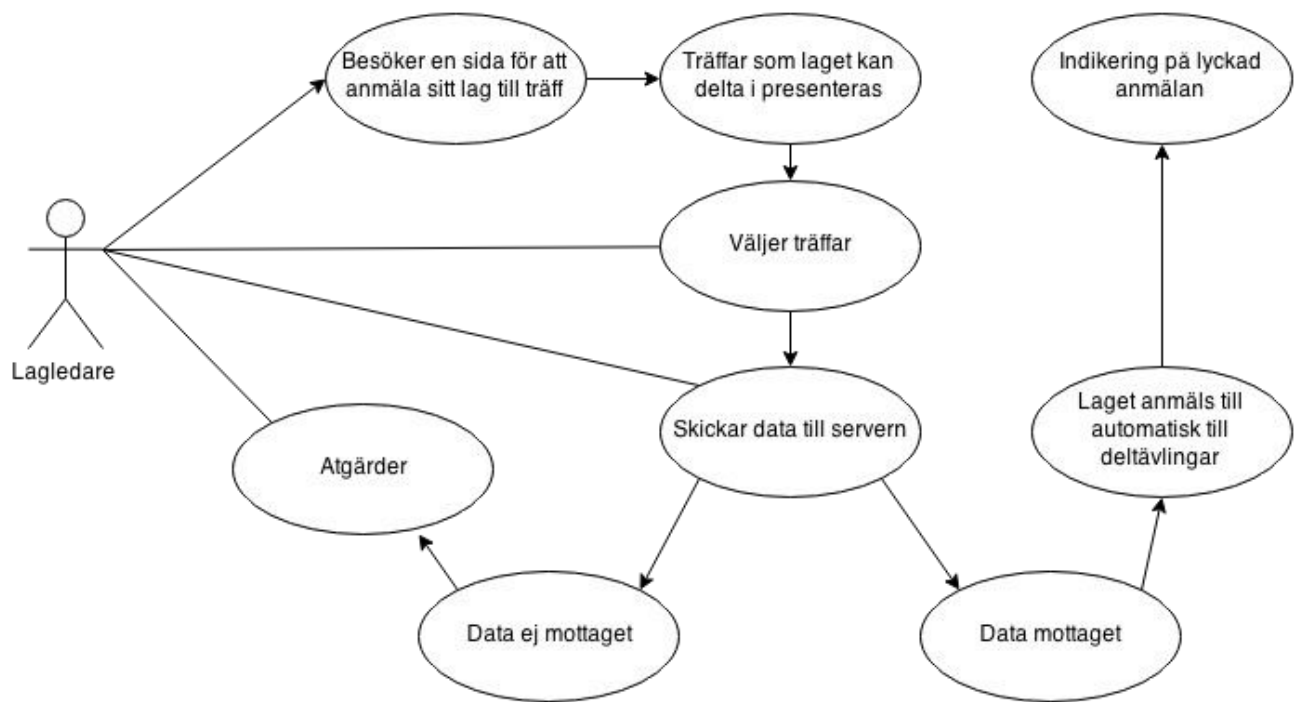 Besöker en sida för att
anmäla sitt lag till träff
Träffar som laget kan
delta i presenteras
Indikering på lyckad
anmälan
Väljer träffar
Lagledare
Skickar data till servern
Laget anmäls till
automatisk till
deltävlingar
Atgärder
Data ej mottaget
Data mottaget